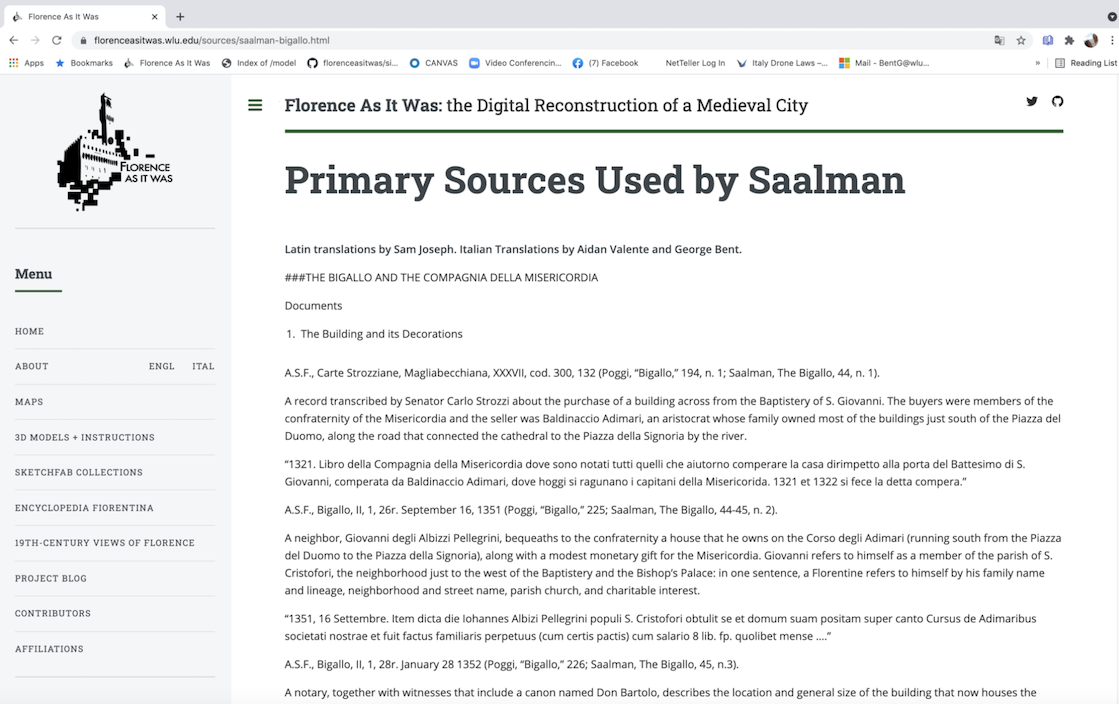 Florence As It Was
florenceasitwas.wlu.edu/sources/saalman-bigallo.html
Apps Bookmarks Florence As It Was Index of /model florenceasitwas/si... CANVAS Video Conferencin... (7) Facebook NetTeller Log In Italy Drone Laws –... Mail - BentG@wlu... » Reading List
FLORENCE
AS IT WAS
Menu
HOME
ABOUT ENGL ITAL
MAPS
3D MODELS + INSTRUCTIONS
SKETCHFAB COLLECTIONS
ENCYCLOPEDIA FIORENTINA
19TH-CENTURY VIEWS OF FLORENCE
PROJECT BLOG
CONTRIBUTORS
AFFILIATIONS
Florence As It Was: the Digital Reconstruction of a Medieval City
Primary Sources Used by Saalman
Latin translations by Sam Joseph. Italian Translations by Aidan Valente and George Bent.
###THE BIGALLO AND THE COMPAGNIA DELLA MISERICORDIA
Documents
1. The Building and its Decorations
A.S.F., Carte Strozziane, Magliabecchiana, XXXVII, cod. 300, 132 (Poggi, “Bigallo,” 194, n. 1; Saalman, The Bigallo, 44, n. 1).
A record transcribed by Senator Carlo Strozzi about the purchase of a building across from the Baptistery of S. Giovanni. The buyers were members of the
confraternity of the Misericordia and the seller was Baldinaccio Adimari, an aristocrat whose family owned most of the buildings just south of the Piazza del
Duomo, along the road that connected the cathedral to the Piazza della Signoria by the river.
“1321. Libro della Compagnia della Misericordia dove sono notati tutti quelli che aiutorno comperare la casa dirimpetto alla porta del Battesimo di S.
Giovanni, comperata da Baldinaccio Adimari, dove hoggi si ragunano i capitani della Misericorida. 1321 et 1322 si fece la detta compera.”
A.S.F., Bigallo, II, 1, 26r. September 16, 1351 (Poggi, “Bigallo,” 225; Saalman, The Bigallo, 44-45, n. 2).
A neighbor, Giovanni degli Albizzi Pellegrini, bequeaths to the confraternity a house that he owns on the Corso degli Adimari (running south from the Piazza
del Duomo to the Piazza della Signoria), along with a modest monetary gift for the Misericordia. Giovanni refers to himself as a member of the parish of S.
Cristofori, the neighborhood just to the west of the Baptistery and the Bishop’s Palace: in one sentence, a Florentine refers to himself by his family name
and lineage, neighborhood and street name, parish church, and charitable interest.
“1351, 16 Settembre. Item dicta die Iohannes Albizi Pellegrini populi S. Cristofori obtulit se et domum suam positam super canto Cursus de Adimaribus
societati nostrae et fuit factus familiaris perpetuus (cum certis pactis) cum salario 8 lib. fp. quolibet mense ....”
A.S.F., Bigallo, II, 1, 28r. January 28 1352 (Poggi, “Bigallo,” 226; Saalman, The Bigallo, 45, n.3).
A notary, together with witnesses that include a canon named Don Bartolo, describes the location and general size of the building that now houses the